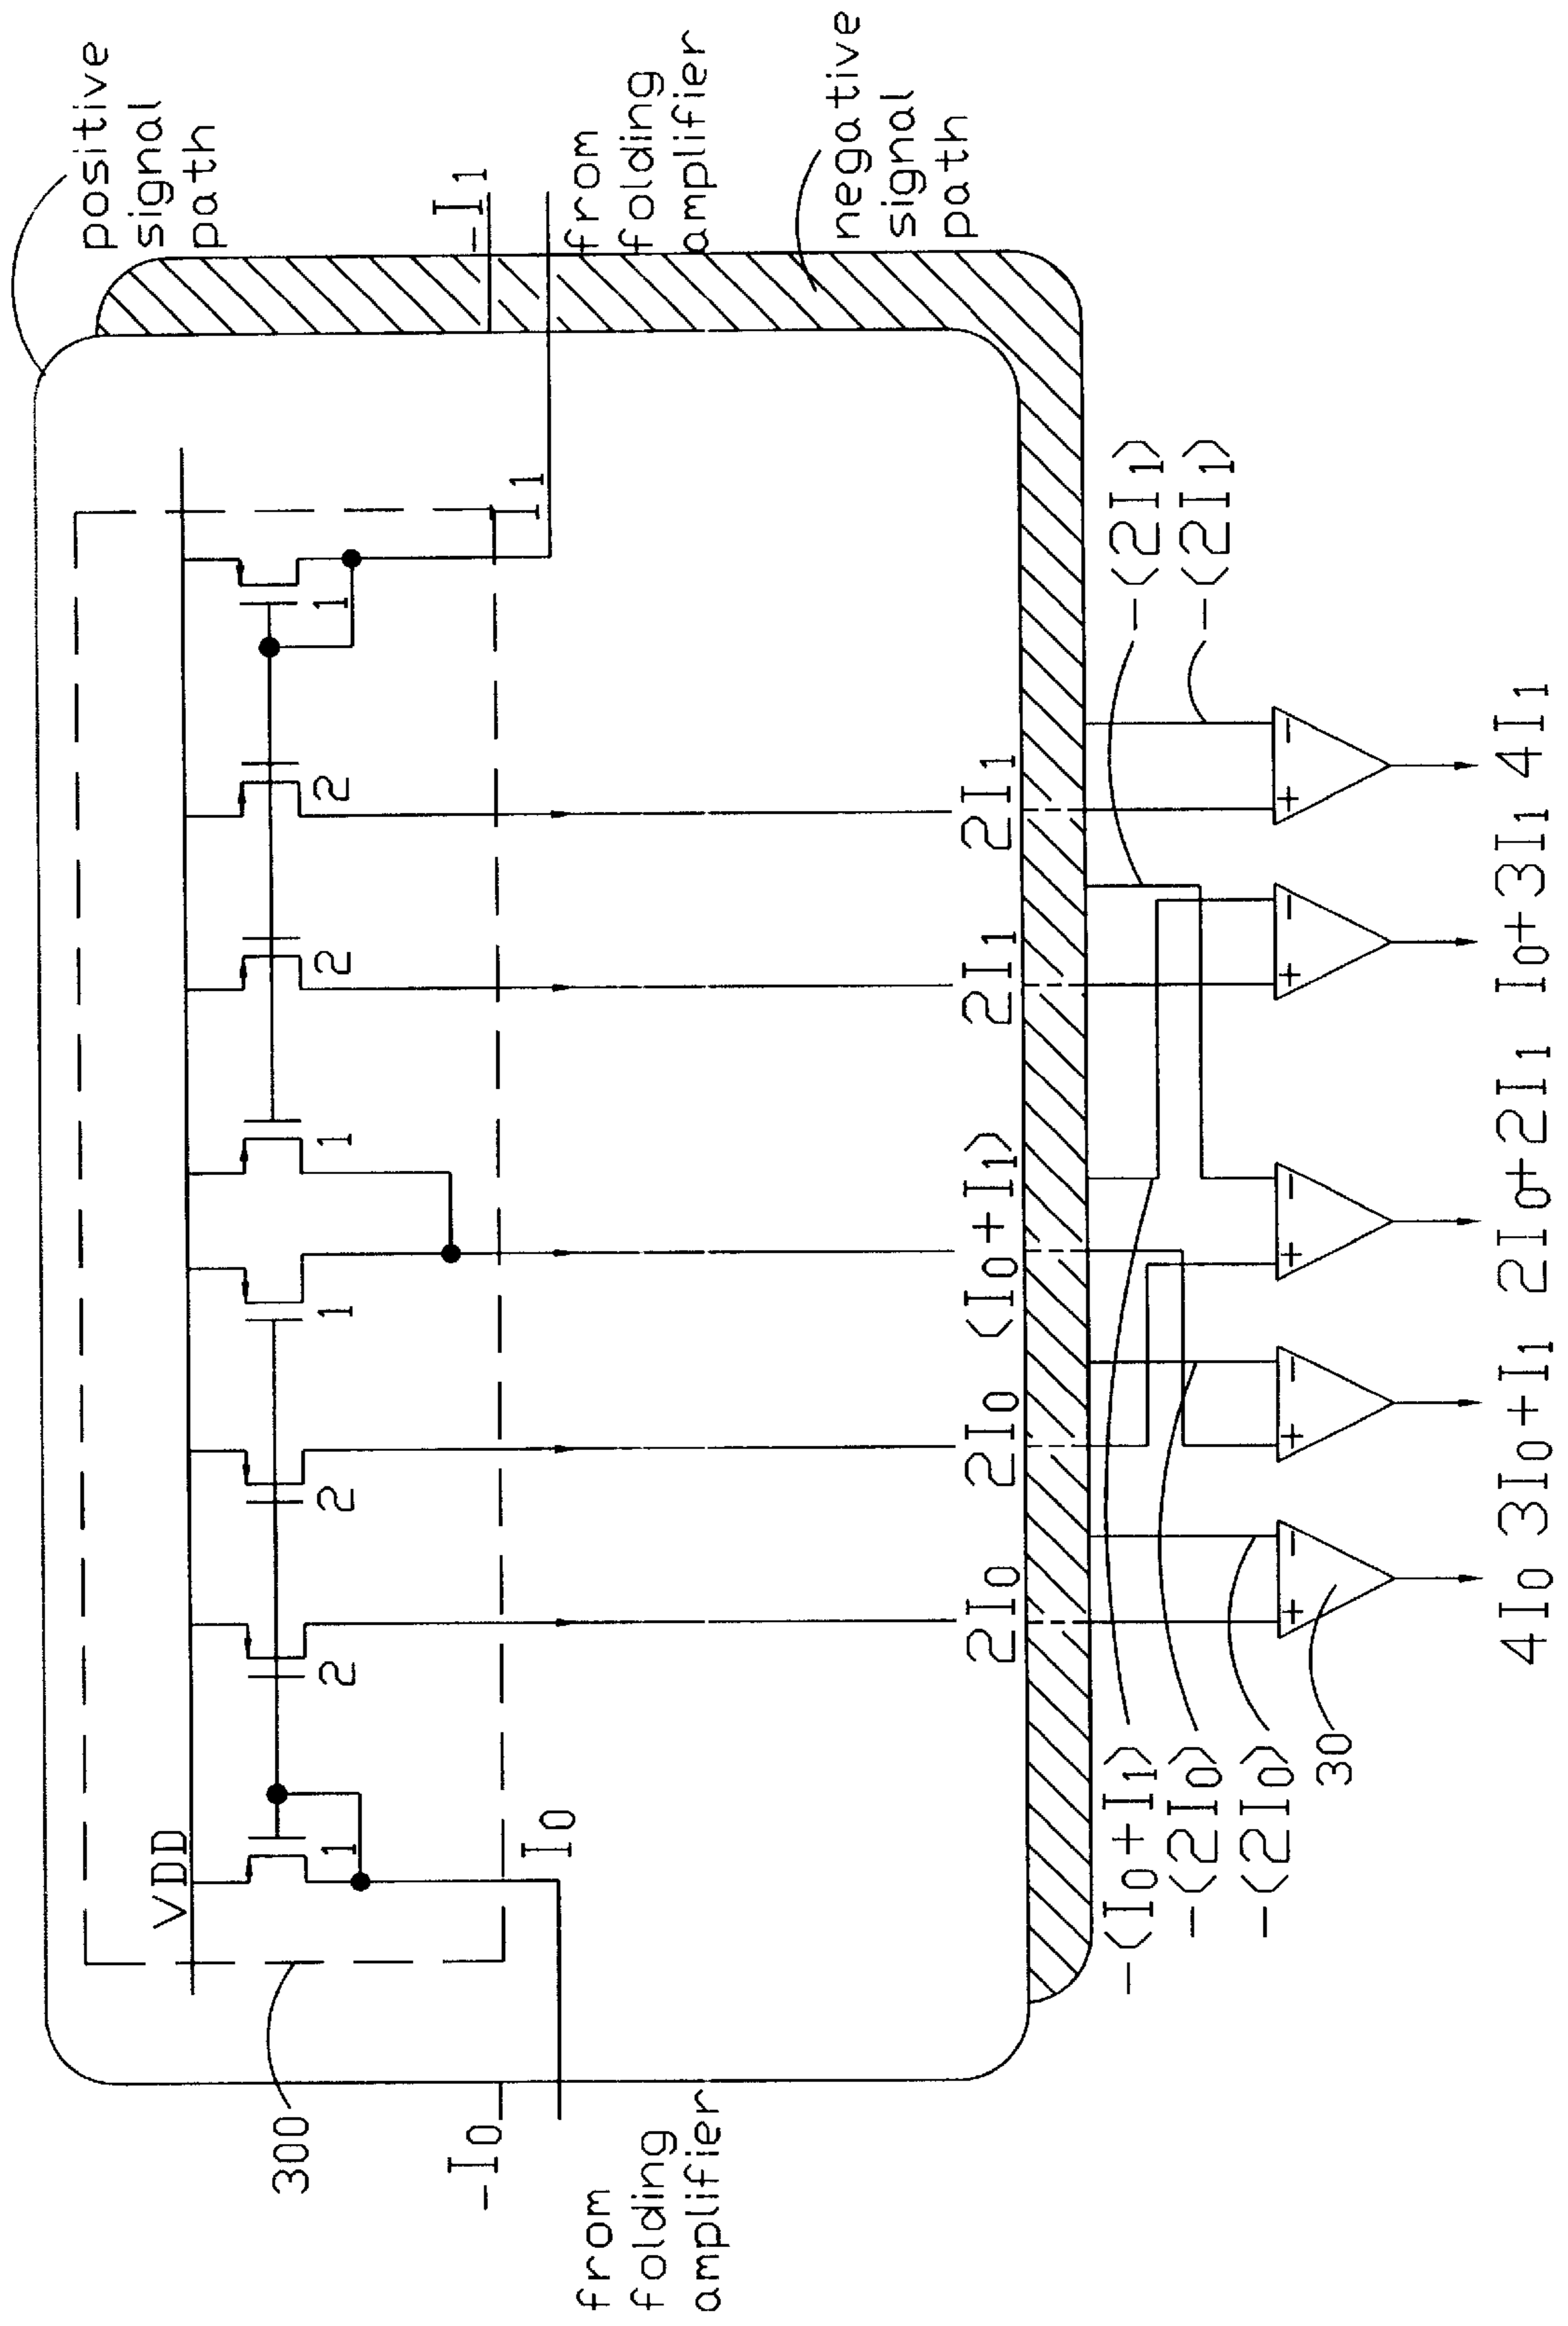 positive
signal
path
VDD
1
2
2
1
1
2
2
1
300
-I0
I0
I1
-I1
from
folding
amplifier
from
folding
amplifier
negative
signal
path
2I0
2I0
(I0+I1)
2I1
2I1
-(I0+I1)
-(2I0)
-(2I0)
-(2I1)
-(2I1)
30
+ -
+ -
+ -
+ -
+ -
4I0 3I0+I1 2I0+2I1 I0+3I1 4I1